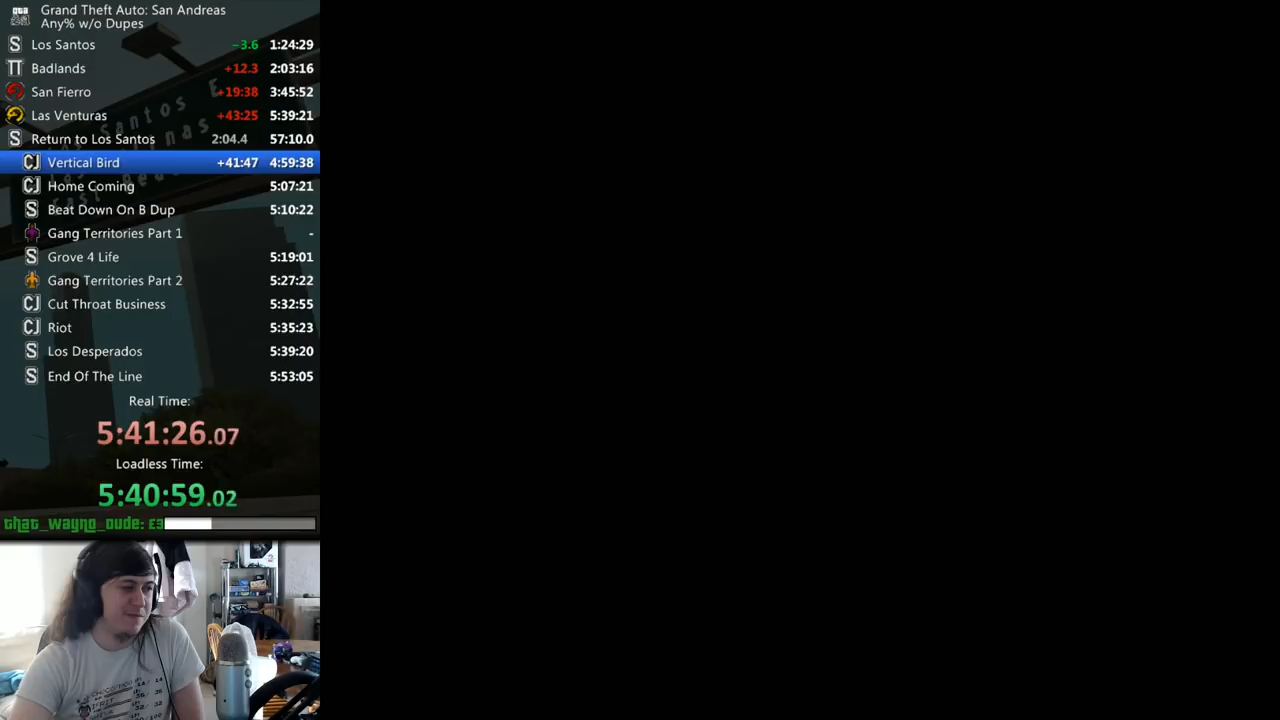 Grand Theft Auto: San Andreas
Any% w/o Dupes
Los Santos -3.6 1:24:29
Badlands +12.3 2:03:16
San Fierro +19:38 3:45:52
Las Venturas +43:25 5:39:21
Return to Los Santos 2:04.4 57:10.0
Vertical Bird +41:47 4:59:38
Home Coming 5:07:21
Beat Down On B Dup 5:10:22
Gang Territories Part 1 -
Grove 4 Life 5:19:01
Gang Territories Part 2 5:27:22
Cut Throat Business 5:32:55
Riot 5:35:23
Los Desperados 5:39:20
End Of The Line 5:53:05
Real Time:
5:41:26.07
Loadless Time:
5:40:59.02
that_wayno_dude: £3